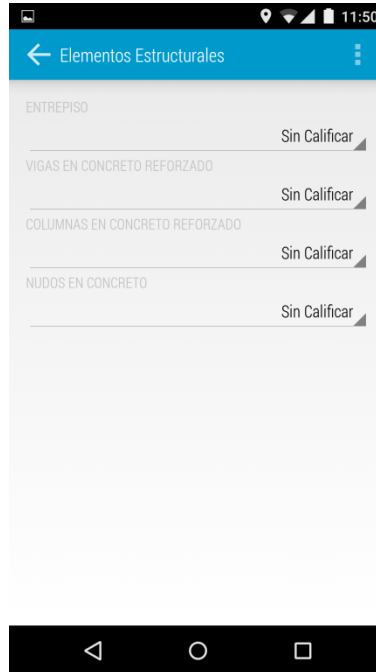 11:50
Elementos Estructurales
ENTREPISO
Sin Calificar
VIGAS EN CONCRETO REFORZADO
Sin Calificar
COLUMNAS EN CONCRETO REFORZADO
Sin Calificar
NUDOS EN CONCRETO
Sin Calificar